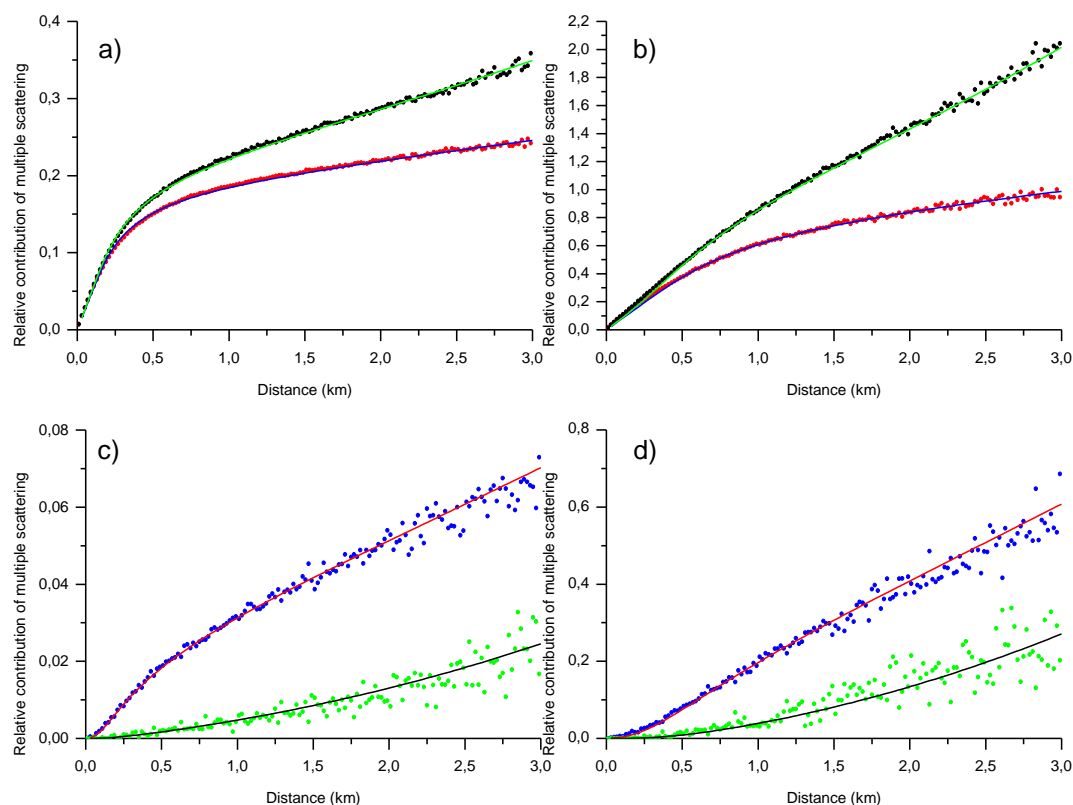 a)
Relative contribution of multiple scattering
0,4
0,3
0,2
0,1
0,0
0,0 0,5 1,0 1,5 2,0 2,5 3,0
Distance (km)
b)
Relative contribution of multiple scattering
2,2
2,0
1,8
1,6
1,4
1,2
1,0
0,8
0,6
0,4
0,2
0,0
0,0 0,5 1,0 1,5 2,0 2,5 3,0
Distance (km)
c)
Relative contribution of multiple scattering
0,08
0,06
0,04
0,02
0,00
0,0 0,5 1,0 1,5 2,0 2,5 3,0
Distance (km)
d)
Relative contribution of multiple scattering
0,8
0,6
0,4
0,2
0,0
0,0 0,5 1,0 1,5 2,0 2,5 3,0
Distance (km)